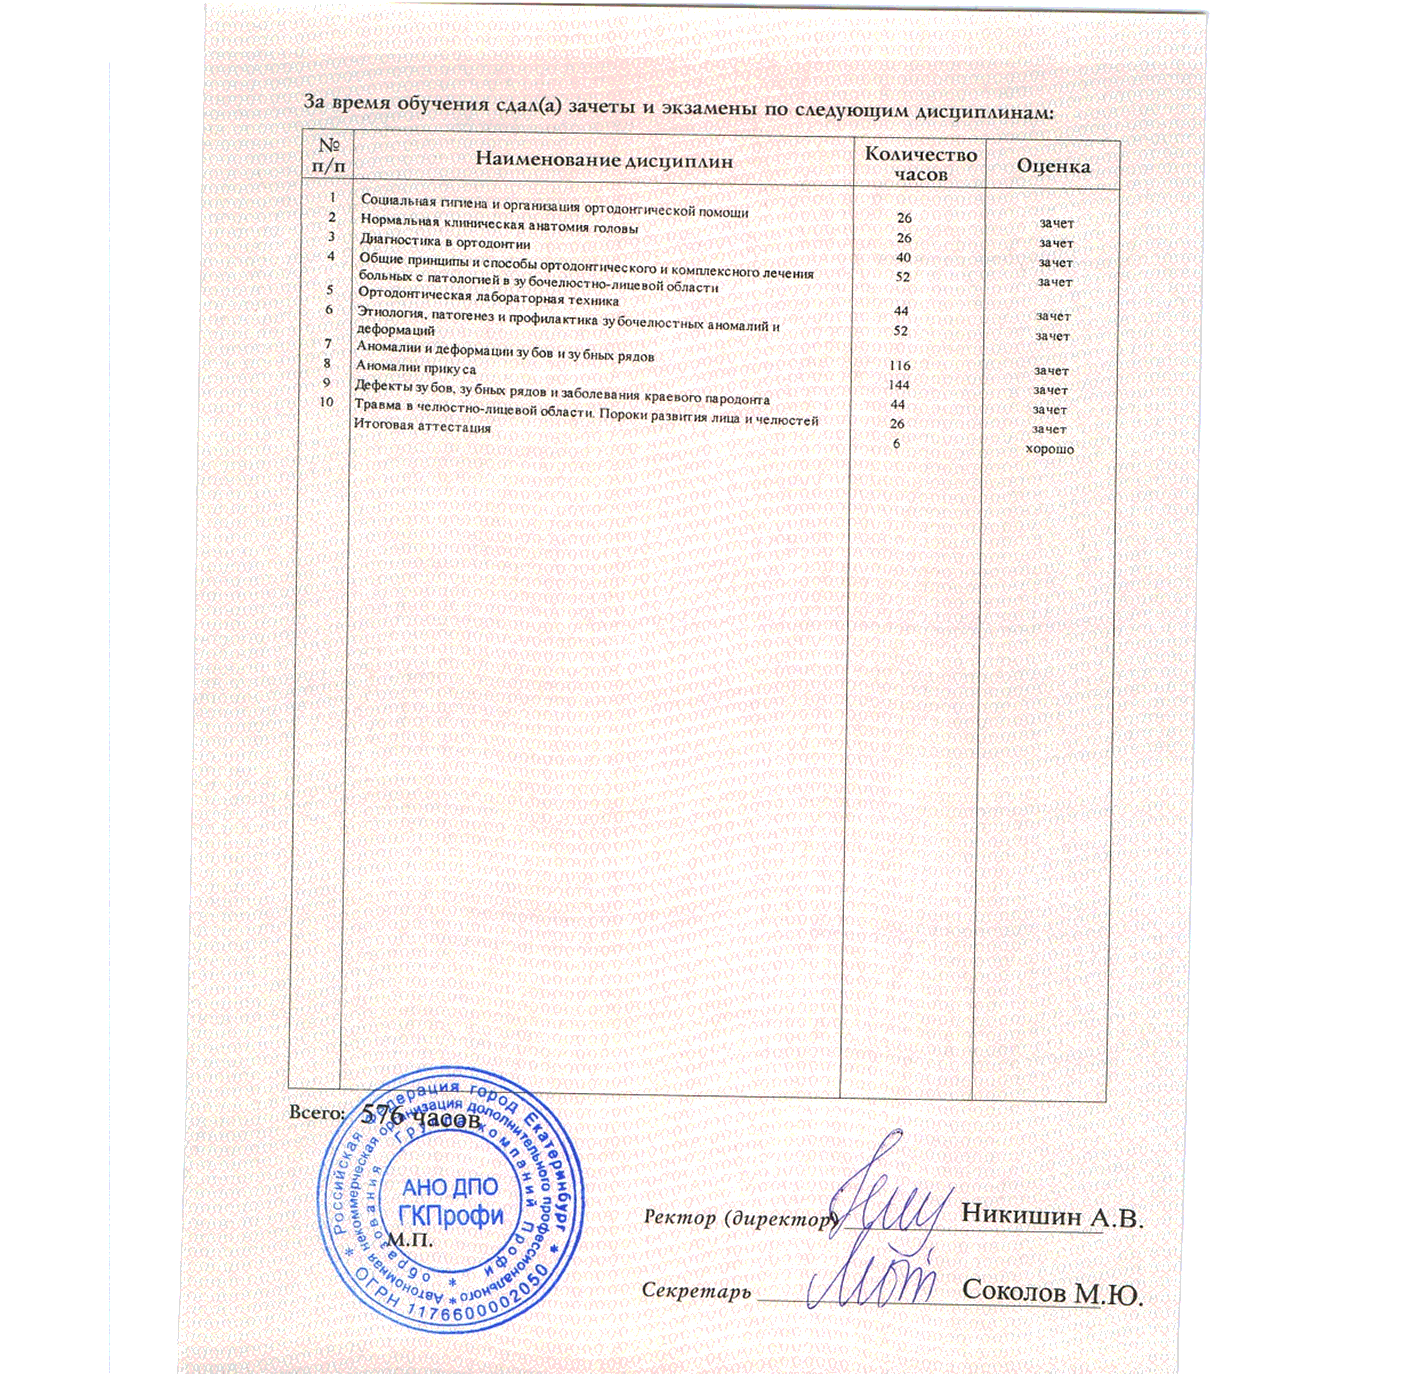 За время обучения сдал(а) зачеты и экзамены по следующим дисциплинам:
№ п/п Наименование дисциплин Количество часов Оценка
1 Социальная гигиена и организация ортодонтической помощи 26 зачет
2 Нормальная клиническая анатомия головы 26 зачет
3 Диагностика в ортодонтии 40 зачет
4 Общие принципы и способы ортодонтического и комплексного лечения 52 зачет
больных с патологией в зубочелюстно-лицевой области
5 Ортодонтическая лабораторная техника 44 зачет
6 Этиология, патогенез и профилактика зубочелюстных аномалий и 52 зачет
деформаций
7 Аномалии и деформации зубов и зубных рядов 116 зачет
8 Аномалии прикуса 144 зачет
9 Дефекты зубов, зубных рядов и заболевания краевого пародонта 44 зачет
10 Травма в челюстно-лицевой области. Пороки развития лица и челюстей 26 зачет
Итоговая аттестация 6 хорошо
Всего: 576 часов
Российская Федерация город Екатеринбург * ОГРН 1176600002050 *
Автономная некоммерческая организация дополнительного профессионального *
образования Группа компаний Профи *
АНО ДПО
ГКПрофи
М.П.
Ректор (директор) Никишин А.В.
Секретарь Соколов М.Ю.